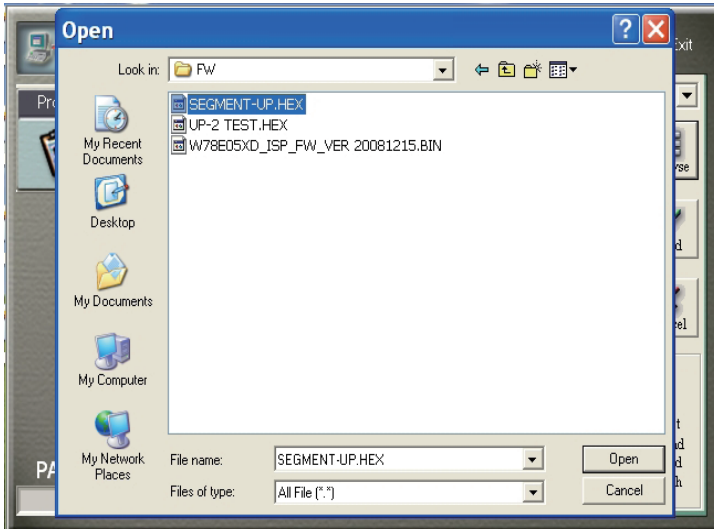 Open
Exit
Look in:
FW
SEGMENT-UP.HEX
UP-2 TEST.HEX
W78E05XD_ISP_FW_VER 20081215.BIN
My Recent
Documents
Desktop
My Documents
My Computer
My Network
Places
File name:
SEGMENT-UP.HEX
Open
Files of type:
All File (*.*)
Cancel